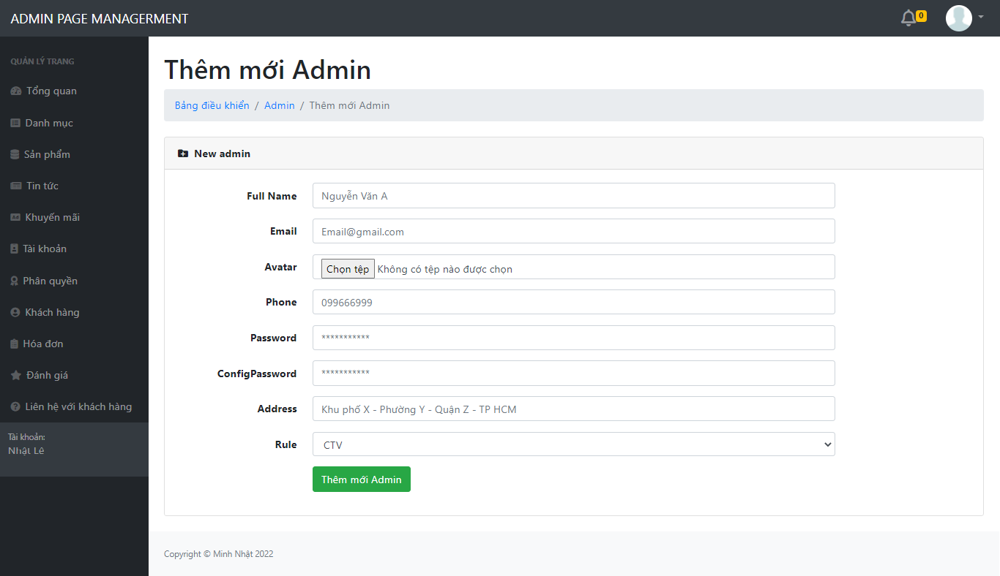 ADMIN PAGE MANAGERMENT
0
QUẢN LÝ TRANG
Tổng quan
Danh mục
Sản phẩm
Tin tức
Ad Khuyến mãi
Tài khoản
Phân quyền
Khách hàng
Hóa đơn
Đánh giá
Liên hệ với khách hàng
Tài khoản:
Nhật Lê
Thêm mới Admin
Bảng điều khiển / Admin / Thêm mới Admin
New admin
Full Name Nguyễn Văn A
Email Email@gmail.com
Avatar Chọn tệp Không có tệp nào được chọn
Phone 099666999
Password ***********
ConfigPassword ***********
Address Khu phố X - Phường Y - Quận Z - TP HCM
Rule CTV
Thêm mới Admin
Copyright © Minh Nhật 2022